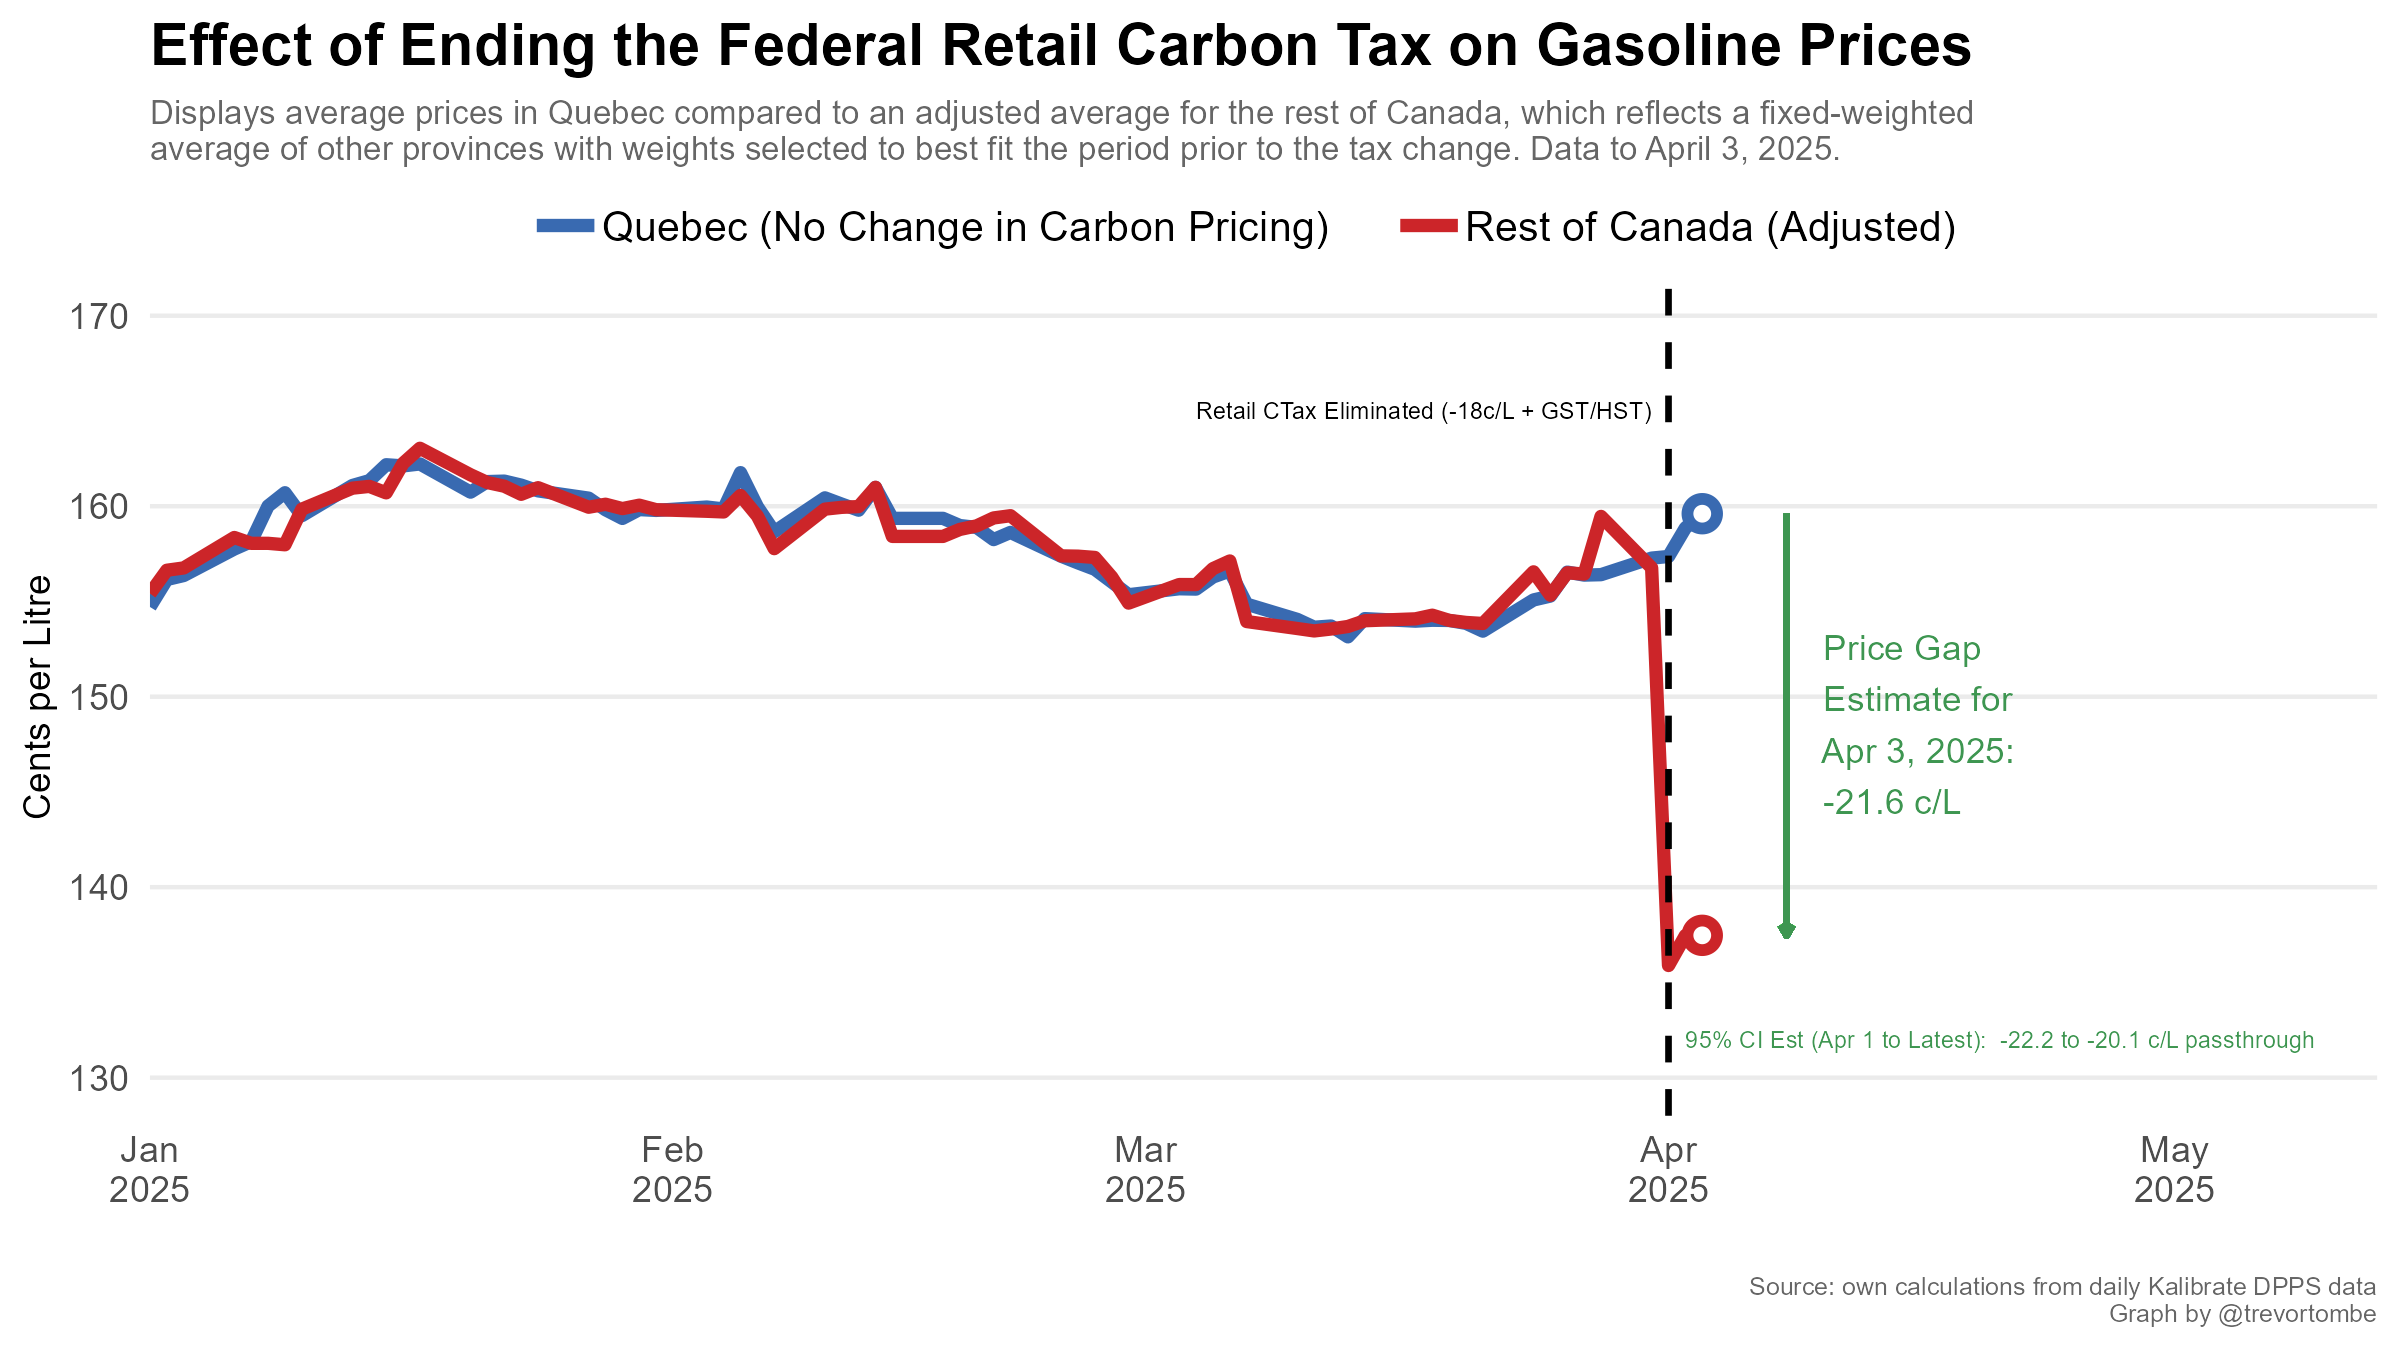 Effect of Ending the Federal Retail Carbon Tax on Gasoline Prices
Displays average prices in Quebec compared to an adjusted average for the rest of Canada, which reflects a fixed-weighted
average of other provinces with weights selected to best fit the period prior to the tax change. Data to April 3, 2025.
Quebec (No Change in Carbon Pricing)
Rest of Canada (Adjusted)
Cents per Litre
170
160
150
140
130
Retail CTax Eliminated (-18c/L + GST/HST)
Price Gap
Estimate for
Apr 3, 2025:
-21.6 c/L
95% CI Est (Apr 1 to Latest):  -22.2 to -20.1 c/L passthrough
Jan
2025
Feb
2025
Mar
2025
Apr
2025
May
2025
Source: own calculations from daily Kalibrate DPPS data
Graph by @trevortombe